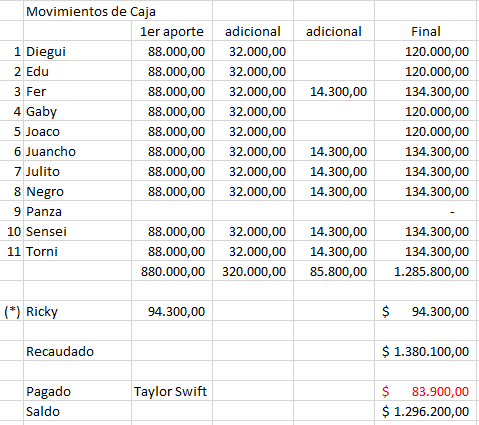 Movimientos de Caja
1er aporte adicional adicional Final
1 Diegui 88.000,00 32.000,00 120.000,00
2 Edu 88.000,00 32.000,00 120.000,00
3 Fer 88.000,00 32.000,00 14.300,00 134.300,00
4 Gaby 88.000,00 32.000,00 120.000,00
5 Joaco 88.000,00 32.000,00 120.000,00
6 Juancho 88.000,00 32.000,00 14.300,00 134.300,00
7 Julito 88.000,00 32.000,00 14.300,00 134.300,00
8 Negro 88.000,00 32.000,00 14.300,00 134.300,00
9 Panza -
10 Sensei 88.000,00 32.000,00 14.300,00 134.300,00
11 Torni 88.000,00 32.000,00 14.300,00 134.300,00
880.000,00 320.000,00 85.800,00 1.285.800,00
(*) Ricky 94.300,00 $ 94.300,00
Recaudado $ 1.380.100,00
Pagado Taylor Swift $ 83.900,00
Saldo $ 1.296.200,00